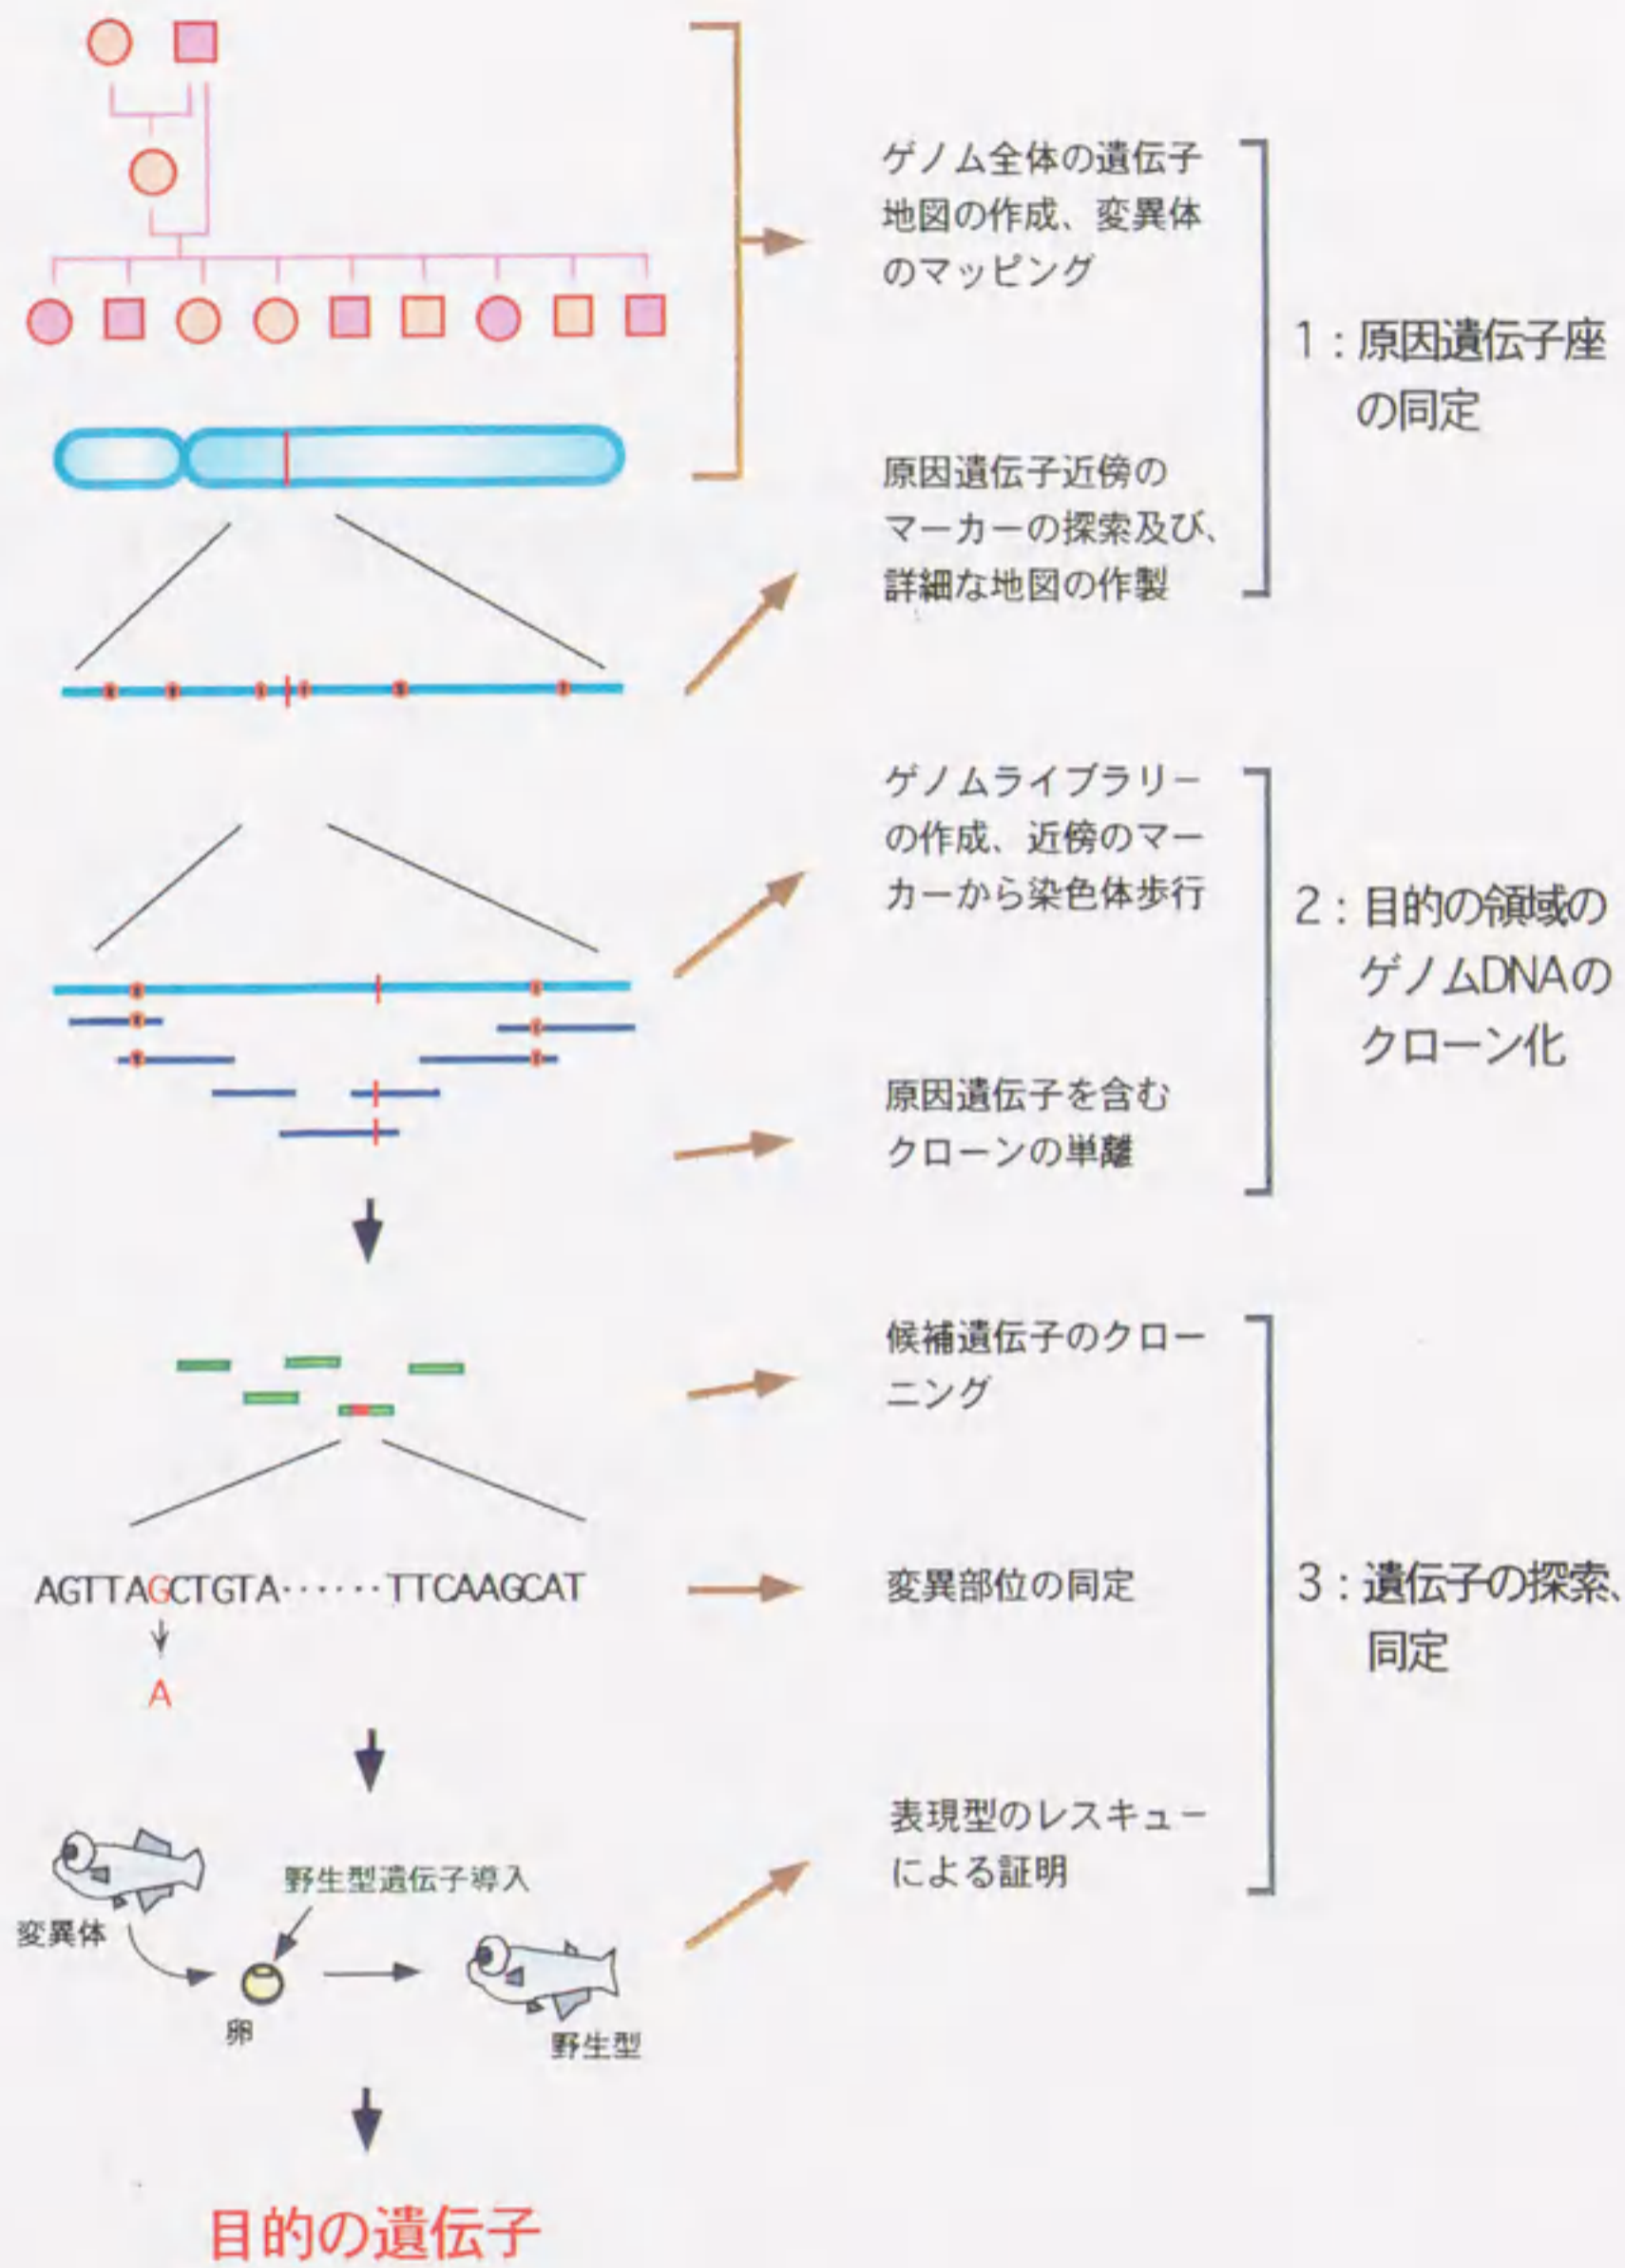 ゲノム全体の遺伝子
地図の作成、変異体
のマッピング
1：原因遺伝子座
の同定
原因遺伝子近傍の
マーカーの探索及び、
詳細な地図の作製
ゲノムライブラリー
の作成、近傍のマー
カーから染色体歩行
2：目的の領域の
ゲノムDNAの
クローン化
原因遺伝子を含む
クローンの単離
候補遺伝子のクロー
ニング
AGTTAGCTGTA······TTCAAGCAT
A
変異部位の同定
3：遺伝子の探索、
同定
表現型のレスキュー
による証明
野生型遺伝子導入
変異体
卵
野生型
目的の遺伝子